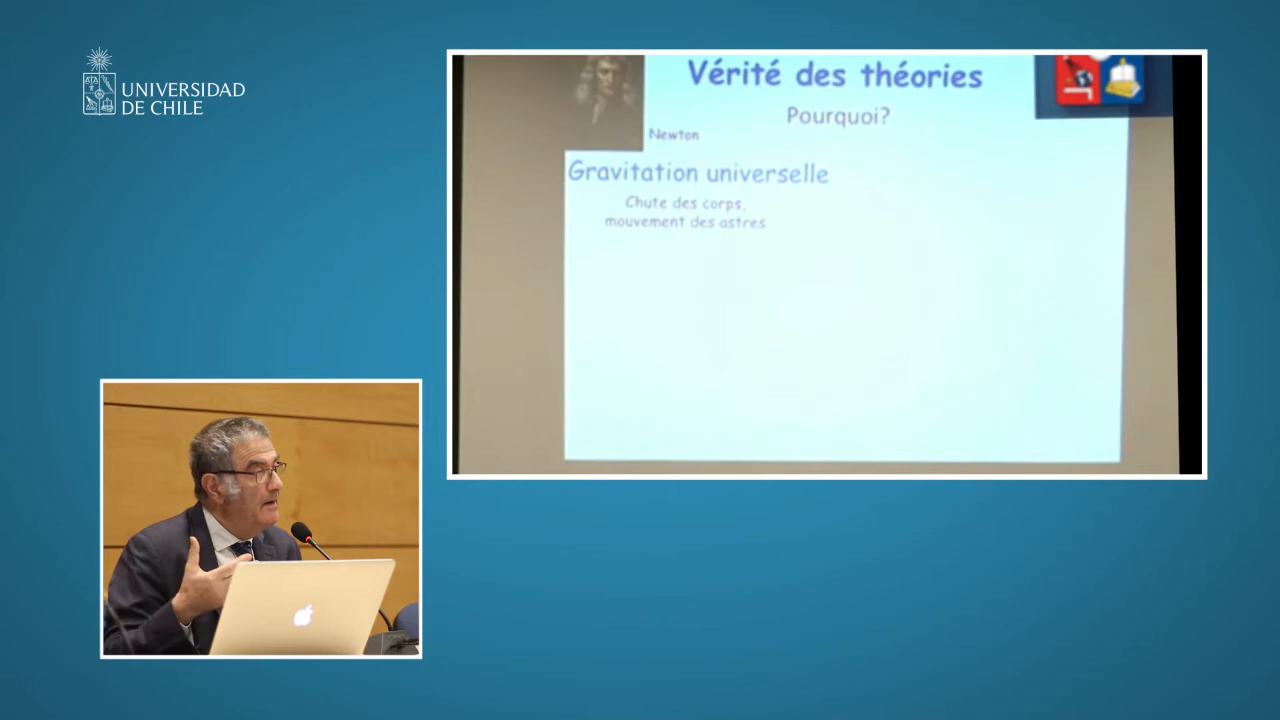 UNIVERSIDAD
DE CHILE
Vérité des théories
Pourquoi?
Newton
Gravitation universelle
Chute des corps,
mouvement des astres